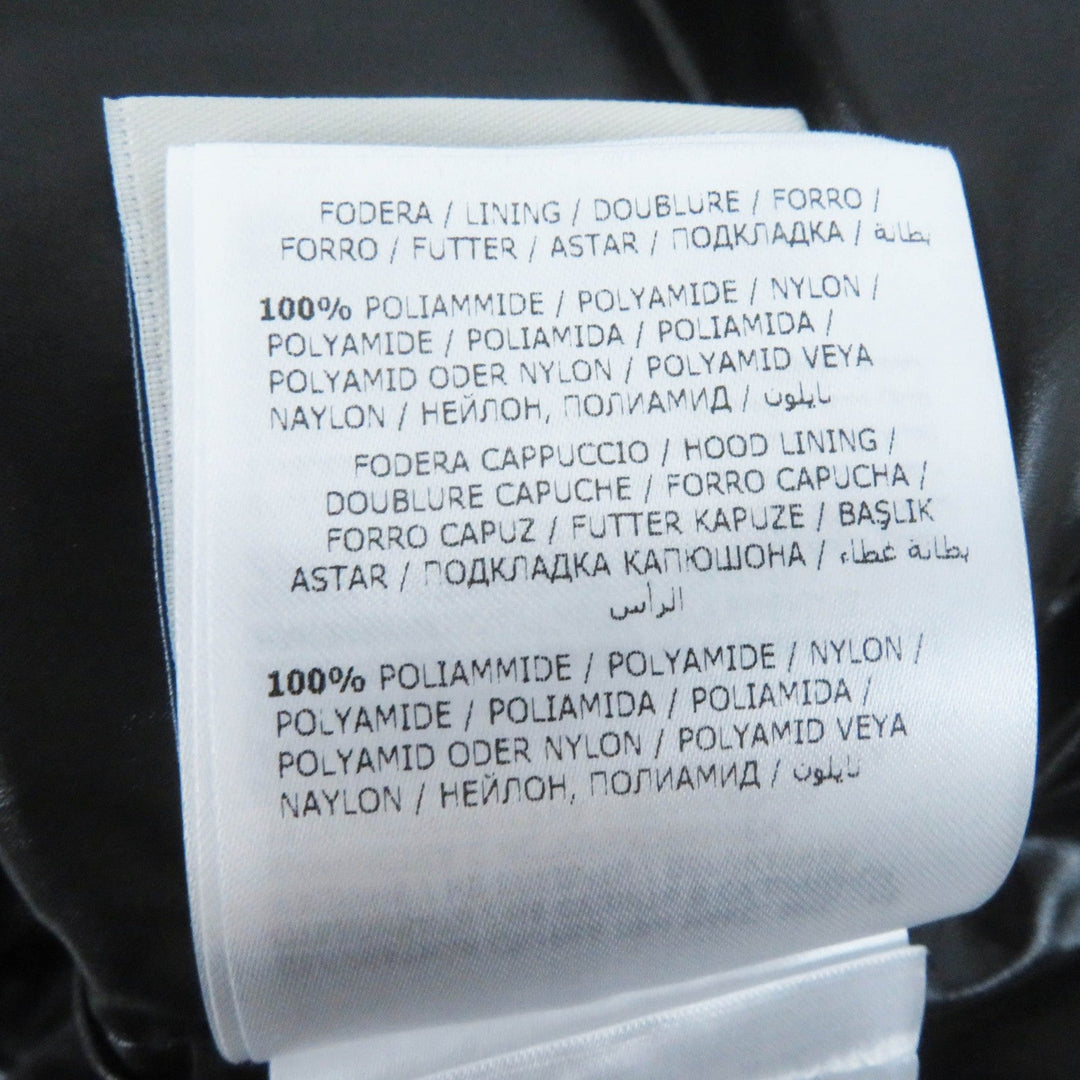 FODERA / LINING / DOUBLURE / FORRO /
FORRO / FUTTER / ASTAR / ПОДКЛАДКА / بطانة
100% POLIAMMIDE / POLYAMIDE / NYLON /
POLYAMIDE / POLIAMIDA / POLIAMIDA /
POLYAMID ODER NYLON / POLYAMID VEYA
NAYLON / НЕЙЛОН, ПОЛИАМИД / نايلون
FODERA CAPPUCCIO / HOOD LINING /
DOUBLURE CAPUCHE / FORRO CAPUCHA /
FORRO CAPUZ / FUTTER KAPUZE / BAŞLIK
ASTAR / ПОДКЛАДКА КАПЮШОНА / بطانة غطاء
الرأس
100% POLIAMMIDE / POLYAMIDE / NYLON /
POLYAMIDE / POLIAMIDA / POLIAMIDA /
POLYAMID ODER NYLON / POLYAMID VEYA
NAYLON / НЕЙЛОН, ПОЛИАМИД / نايلون